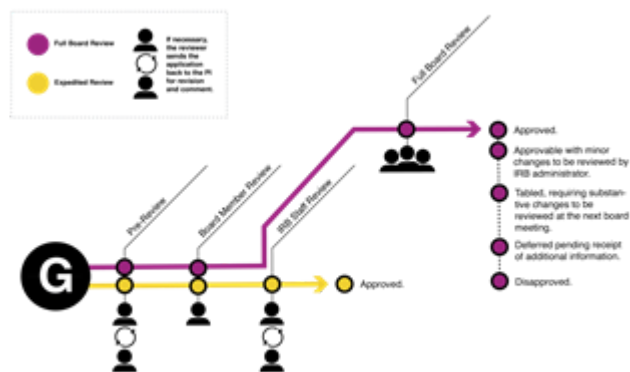 Full Board Review
Expedited Review
If necessary,
the reviewer
sends the
application
back to the PI
for revision
and comment.
Full Board Review
Approved.
Approvable with minor
changes to be reviewed by
IRB administrator.
Tabled, requiring substan-
tive changes to be
reviewed at the next board
meeting.
Deferred pending receipt
of additional information.
Disapproved.
Pre-Review
Board Member Review
IRB Staff Review
G
Approved.